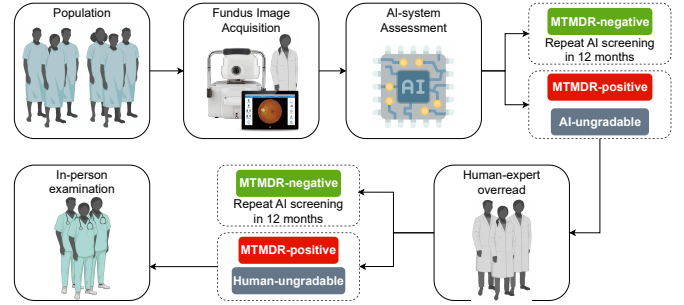 Population
Fundus Image
Acquisition
AI-system
Assessment
AI
MTMDR-negative
Repeat AI screening
in 12 months
MTMDR-positive
AI-ungradable
In-person
examination
MTMDR-negative
Repeat AI screening
in 12 months
MTMDR-positive
Human-ungradable
Human-expert
overread